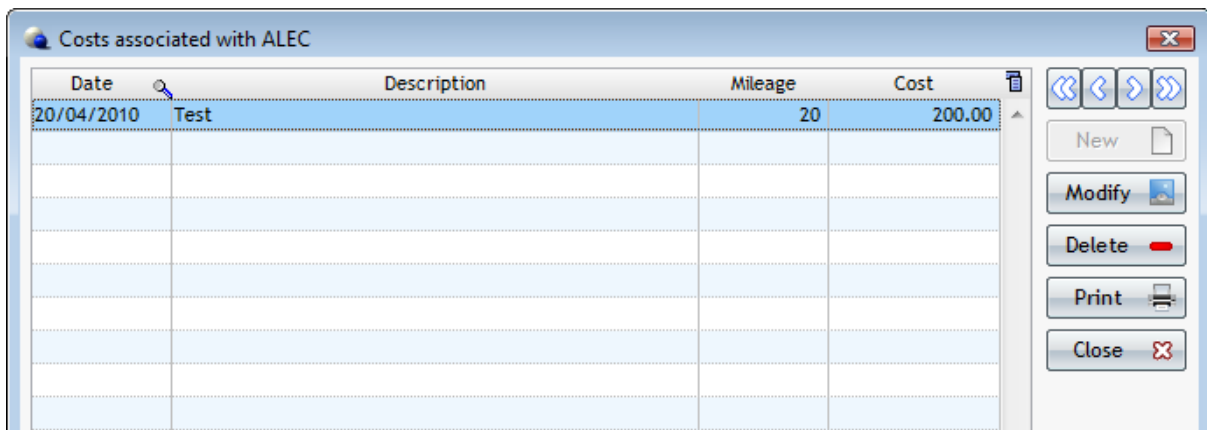 Costs associated with ALEC
Date Description Mileage Cost
20/04/2010 Test 20 200.00
New
Modify
Delete
Print
Close